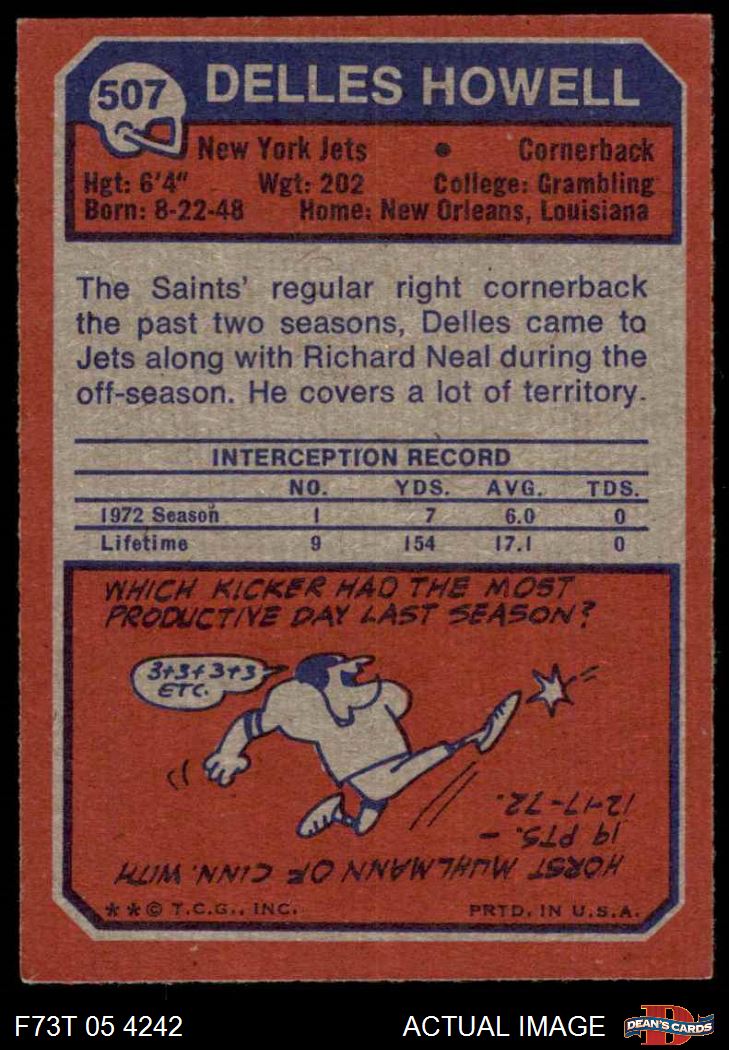 507 DELLES HOWELL
New York Jets • Cornerback
Hgt: 6'4" Wgt: 202 College: Grambling
Born: 8-22-48 Home: New Orleans, Louisiana
The Saints' regular right cornerback
the past two seasons, Delles came to
Jets along with Richard Neal during the
off-season. He covers a lot of territory.
INTERCEPTION RECORD
NO. YDS. AVG. TDS.
1972 Season 1 7 6.0 0
Lifetime 9 154 17.1 0
WHICH KICKER HAD THE MOST
PRODUCTIVE DAY LAST SEASON?
3+3+3+3
ETC.
HORST MUHLMANN OF CINN. WITH
19 PTS. –
12-17-72.
* * © T.C.G., INC. PRTD. IN U.S.A.
F73T 05 4242 ACTUAL IMAGE D DEAN'S CARDS